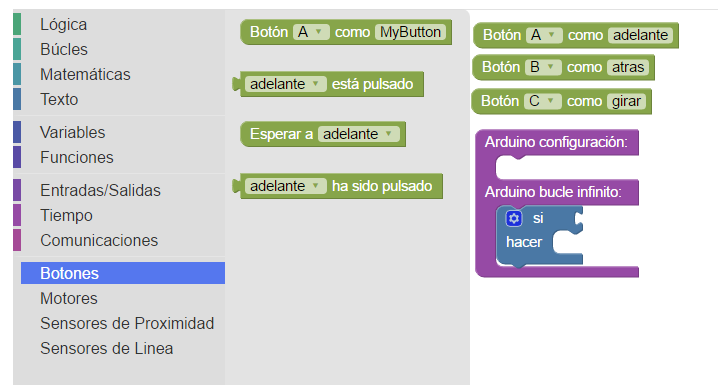 Lógica
Búcles
Matemáticas
Texto
Variables
Funciones
Entradas/Salidas
Tiempo
Comunicaciones
Botones
Motores
Sensores de Proximidad
Sensores de Linea
Botón A como MyButton
adelante está pulsado
Esperar a adelante
adelante ha sido pulsado
Botón A como adelante
Botón B como atras
Botón C como girar
Arduino configuración:
Arduino bucle infinito:
si
hacer